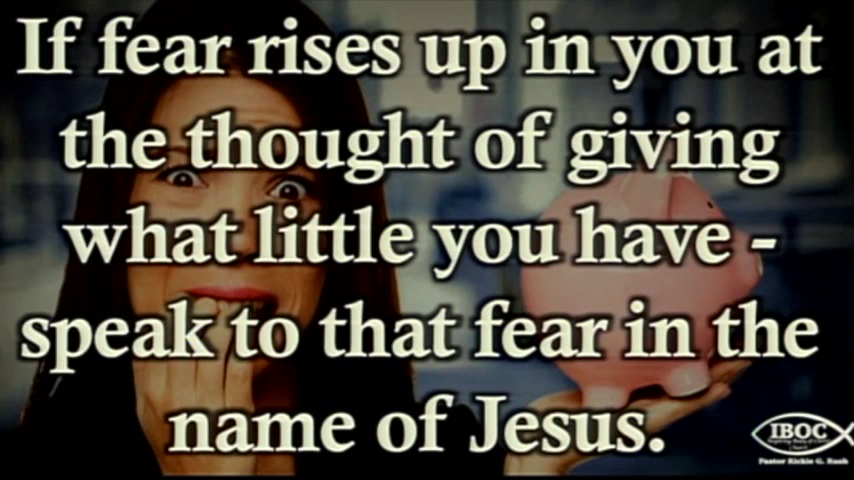 If fear rises up in you at
the thought of giving
what little you have -
speak to that fear in the
name of Jesus.
IBOC
Pastor Rickie G. Rush